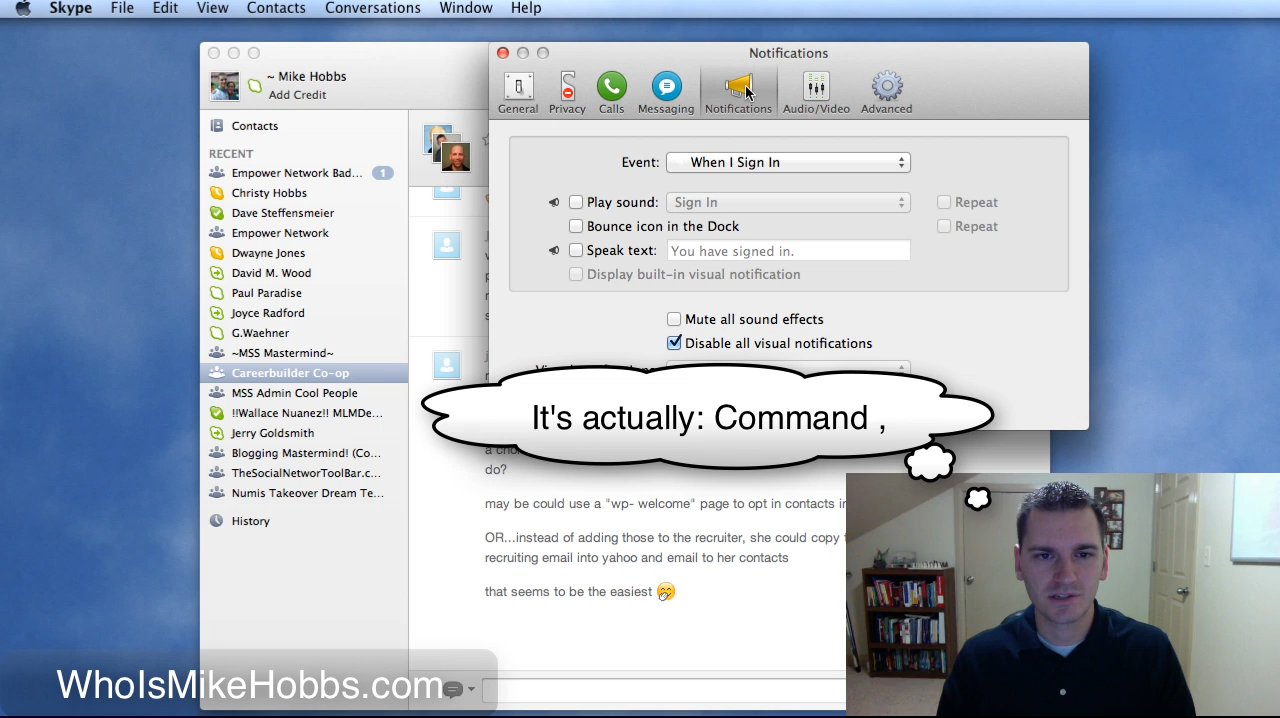 Skype File Edit View Contacts Conversations Window Help
~ Mike Hobbs
Add Credit
Contacts
RECENT
Empower Network Bad... 1
Christy Hobbs
Dave Steffensmeier
Empower Network
Dwayne Jones
David M. Wood
Paul Paradise
Joyce Radford
G.Waehner
~MSS Mastermind~
Careerbuilder Co-op
MSS Admin Cool People
!!Wallace Nuanez!! MLMDe...
Jerry Goldsmith
Blogging Mastermind! (Co...
TheSocialNetworToolBar.c...
Numis Takeover Dream Te...
History
Notifications
General Privacy Calls Messaging Notifications Audio/Video Advanced
Event: When I Sign In
Play sound: Sign In Repeat
Bounce icon in the Dock Repeat
Speak text: You have signed in.
Display built-in visual notification
Mute all sound effects
Disable all visual notifications
It's actually: Command ,
do?
may be could use a "wp- welcome" page to opt in contacts
OR...instead of adding those to the recruiter, she could copy
recruiting email into yahoo and email to her contacts
that seems to be the easiest
WhoIsMikeHobbs.com